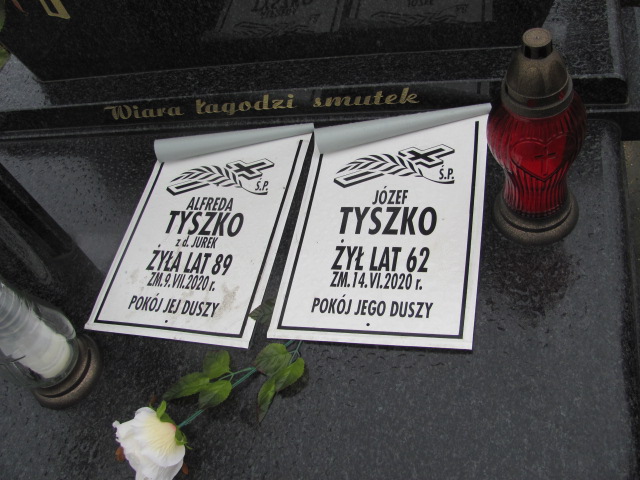 Wiara łagodzi smutek
Ś.P.
ALFREDA
TYSZKO
z d. JUREK
ŻYŁA LAT 89
ZM. 9. VII. 2020 r.
POKÓJ JEJ DUSZY
Ś.P.
JÓZEF
TYSZKO
ŻYŁ LAT 62
ZM. 14. VI. 2020 r.
POKÓJ JEGO DUSZY